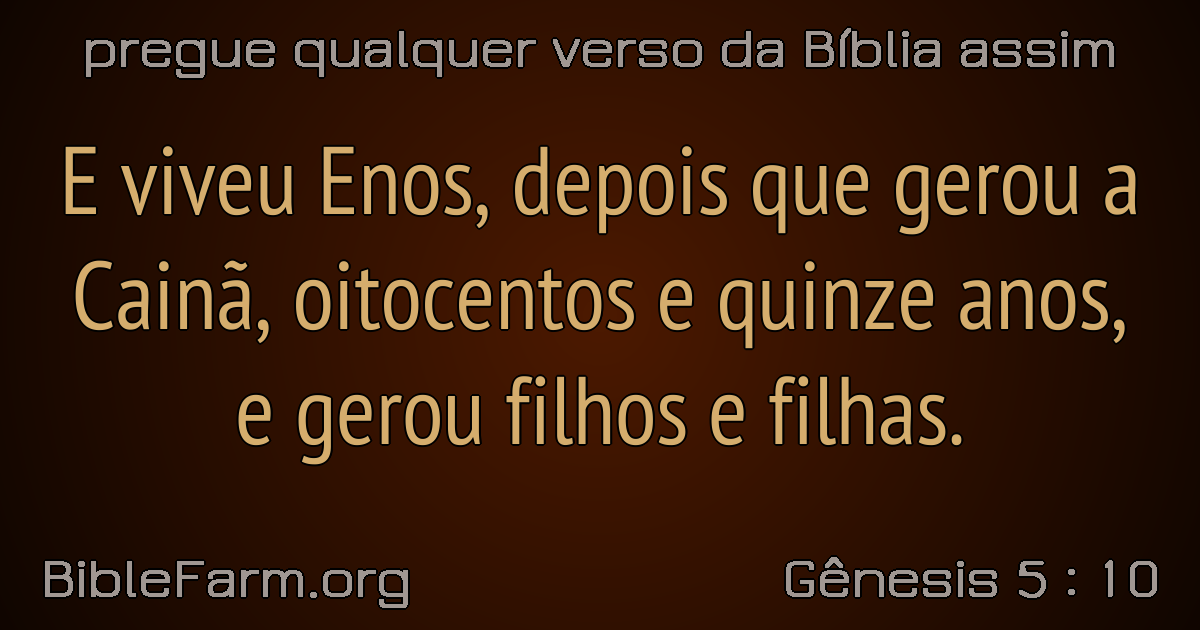 pregue qualquer verso da Bíblia assim
E viveu Enos, depois que gerou a
Cainã, oitocentos e quinze anos,
e gerou filhos e filhas.
BibleFarm.org
Gênesis 5 : 10